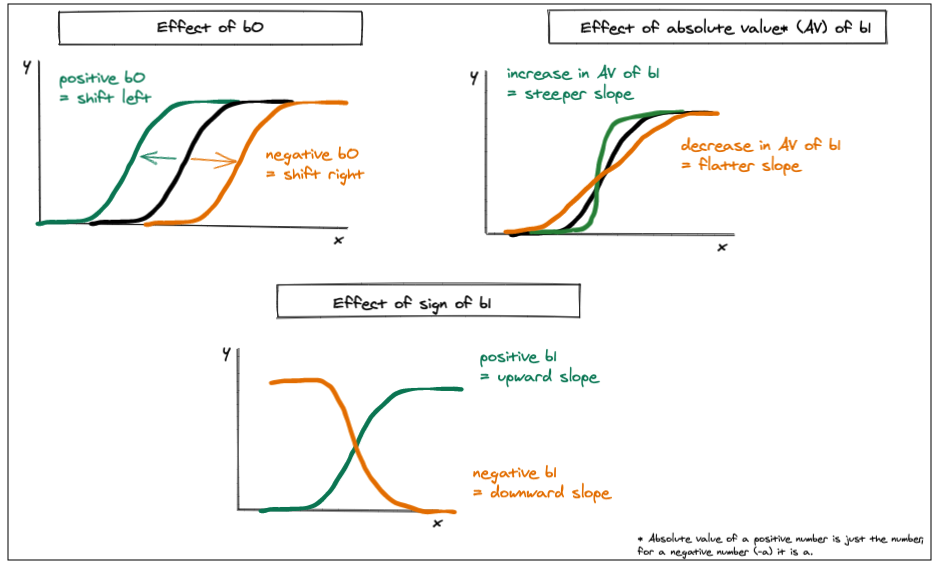 Effect of b0
Effect of absolute value* (AV) of b1
y
positive b0
= shift left
negative b0
= shift right
x
y
increase in AV of b1
= steeper slope
decrease in AV of b1
= flatter slope
x
Effect of sign of b1
y
positive b1
= upward slope
negative b1
= downward slope
x
* Absolute value of a positive number is just the number,
for a negative number (-a) it is a.